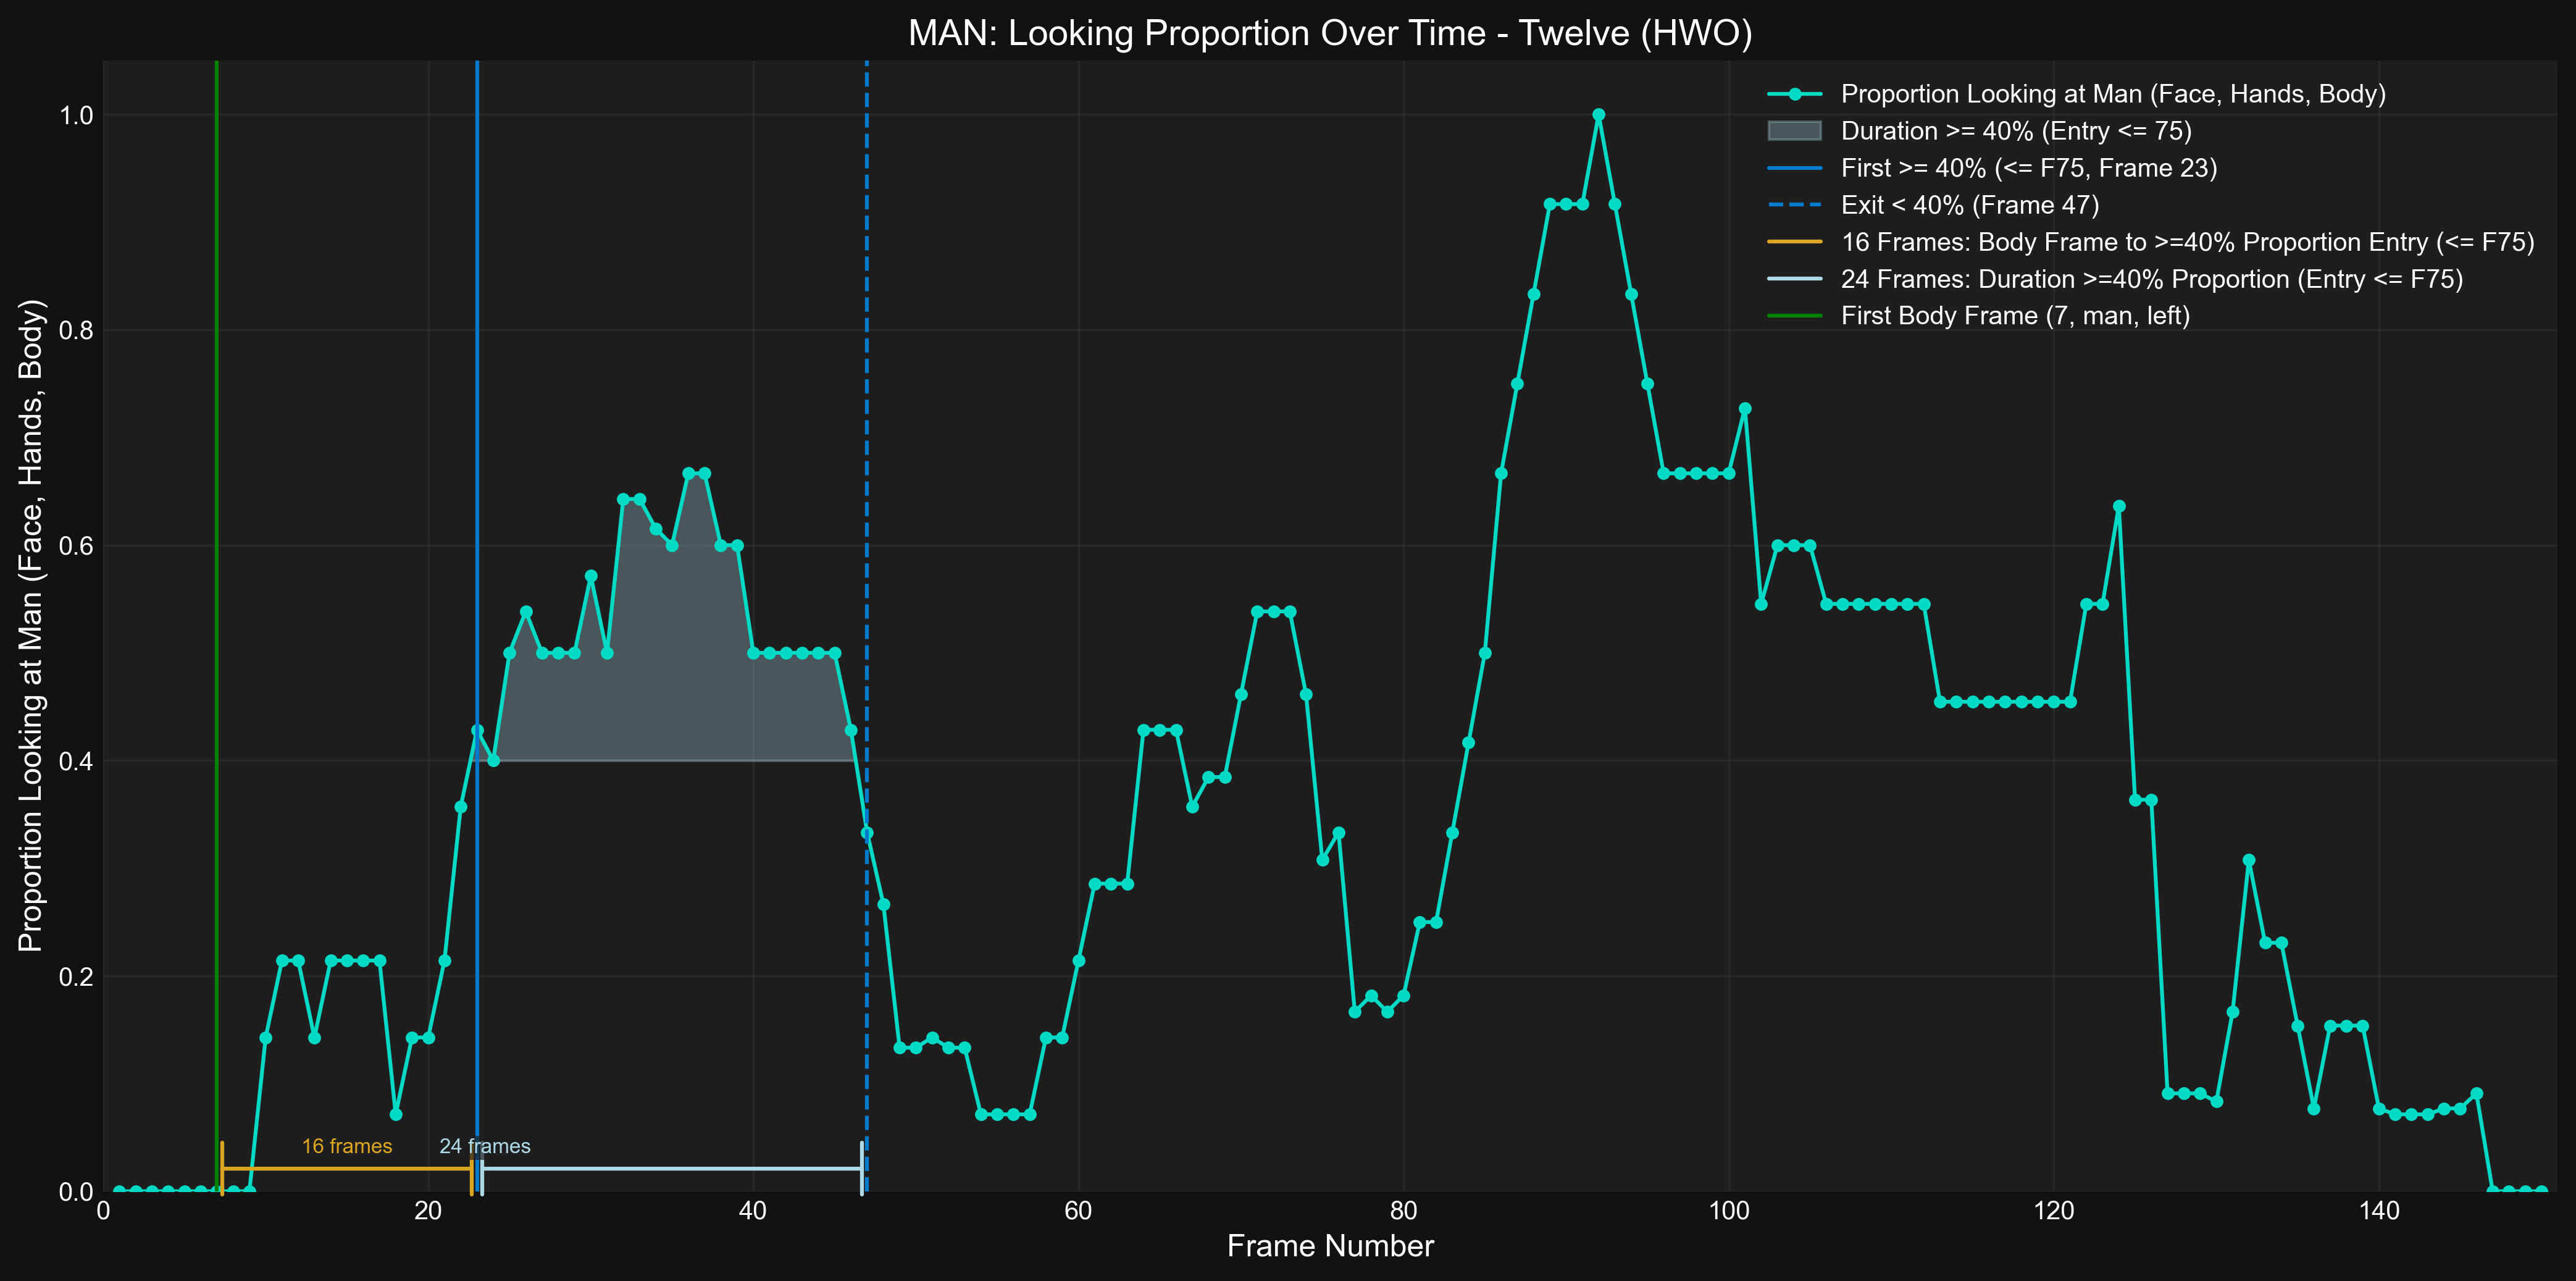 MAN: Looking Proportion Over Time - Twelve (HWO)
Proportion Looking at Man (Face, Hands, Body)
1.0
0.8
0.6
0.4
0.2
0.0
Proportion Looking at Man (Face, Hands, Body)
Duration >= 40% (Entry <= 75)
First >= 40% (<= F75, Frame 23)
Exit < 40% (Frame 47)
16 Frames: Body Frame to >=40% Proportion Entry (<= F75)
24 Frames: Duration >=40% Proportion (Entry <= F75)
First Body Frame (7, man, left)
16 frames
24 frames
0 20 40 60 80 100 120 140
Frame Number